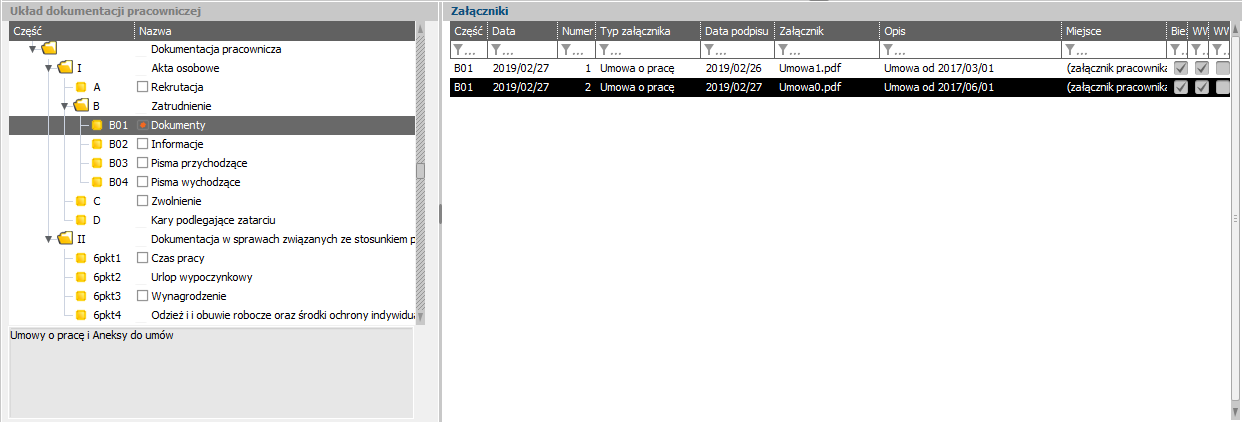 Układ dokumentacji pracowniczej
Część Nazwa
Dokumentacja pracownicza
I Akta osobowe
A Rekrutacja
B Zatrudnienie
B01 Dokumenty
B02 Informacje
B03 Pisma przychodzące
B04 Pisma wychodzące
C Zwolnienie
D Kary podlegające zatarciu
II Dokumentacja w sprawach związanych ze stosunkiem p
6pkt1 Czas pracy
6pkt2 Urlop wypoczynkowy
6pkt3 Wynagrodzenie
6pkt4 Odzież i i obuwie robocze oraz środki ochrony indywidu
Umowy o pracę i Aneksy do umów
Załączniki
Część Data Numer Typ załącznika Data podpisu Załącznik Opis Miejsce Bie WW WW
... ... ... ... ... ... ... ... ... ... ...
B01 2019/02/27 1 Umowa o pracę 2019/02/26 Umowa1.pdf Umowa od 2017/03/01 (załącznik pracownika
B01 2019/02/27 2 Umowa o pracę 2019/02/27 Umowa0.pdf Umowa od 2017/06/01 (załącznik pracownika